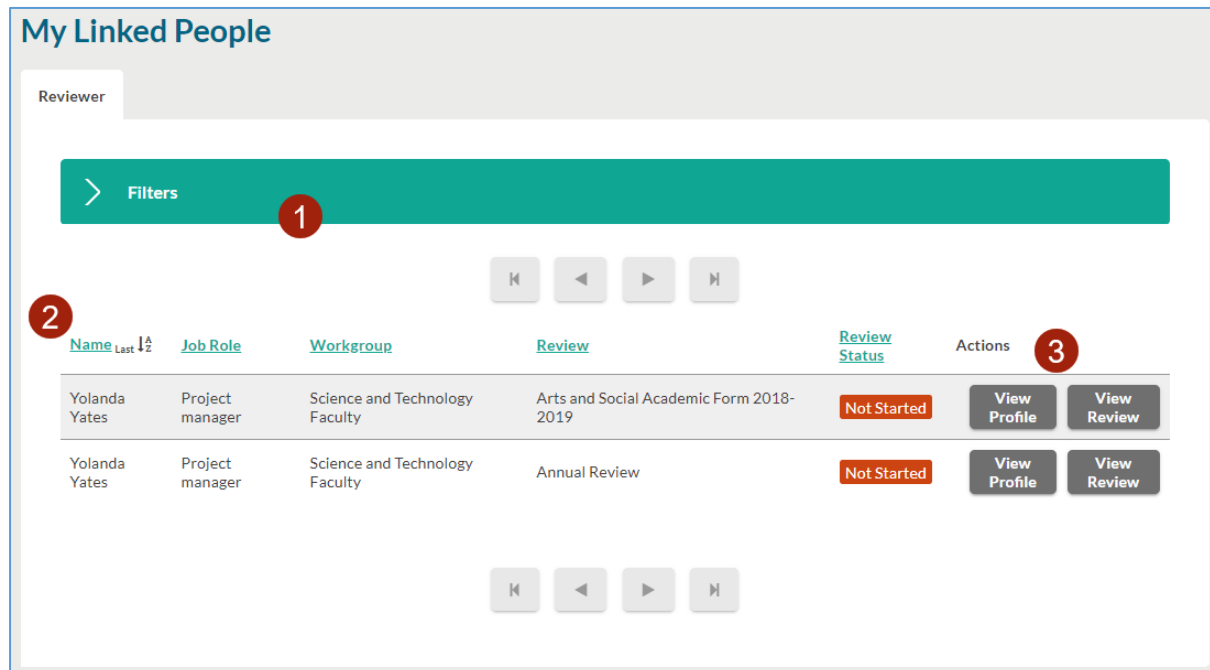 My Linked People
Reviewer
Filters
1
2
Name Last A Z Job Role Workgroup Review Review Status Actions
3
Yolanda Yates Project manager Science and Technology Faculty Arts and Social Academic Form 2018-2019 Not Started View Profile View Review
Yolanda Yates Project manager Science and Technology Faculty Annual Review Not Started View Profile View Review